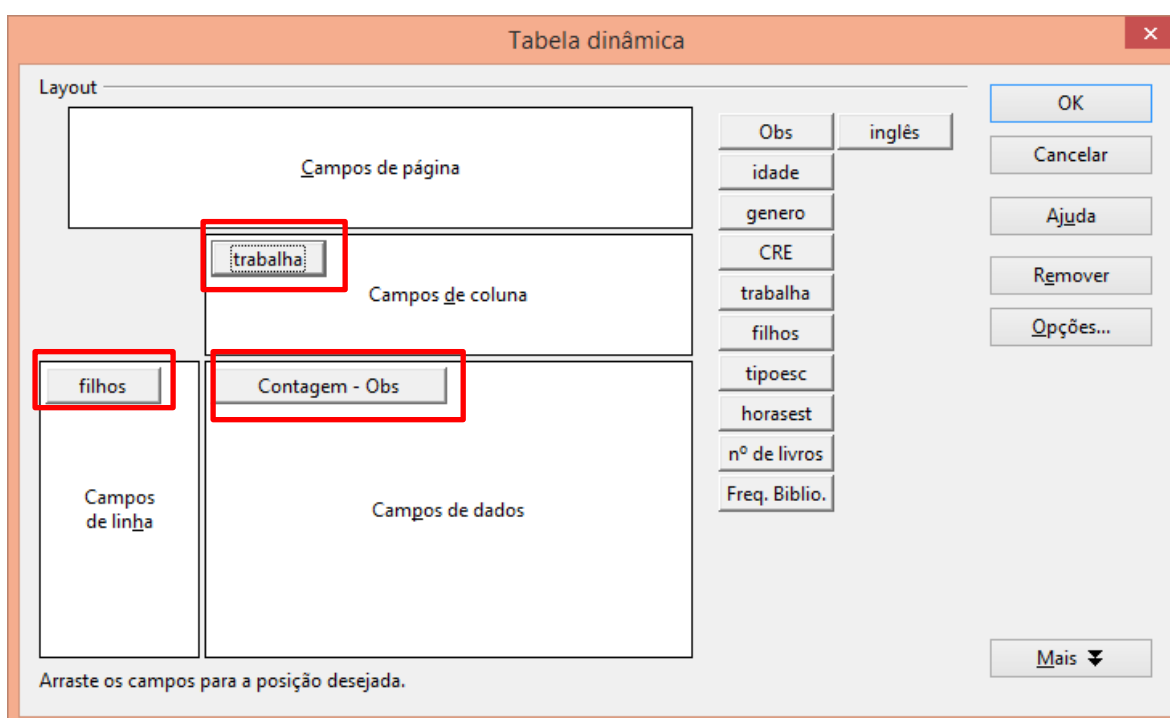 Tabela dinâmica
Layout
Campos de página
trabalha
Campos de coluna
filhos
Contagem - Obs
Campos
de linha
Campos de dados
Obs
inglês
idade
genero
CRE
trabalha
filhos
tipoesc
horasest
nº de livros
Freq. Biblio.
OK
Cancelar
Ajuda
Remover
Opções...
Mais
Arraste os campos para a posição desejada.